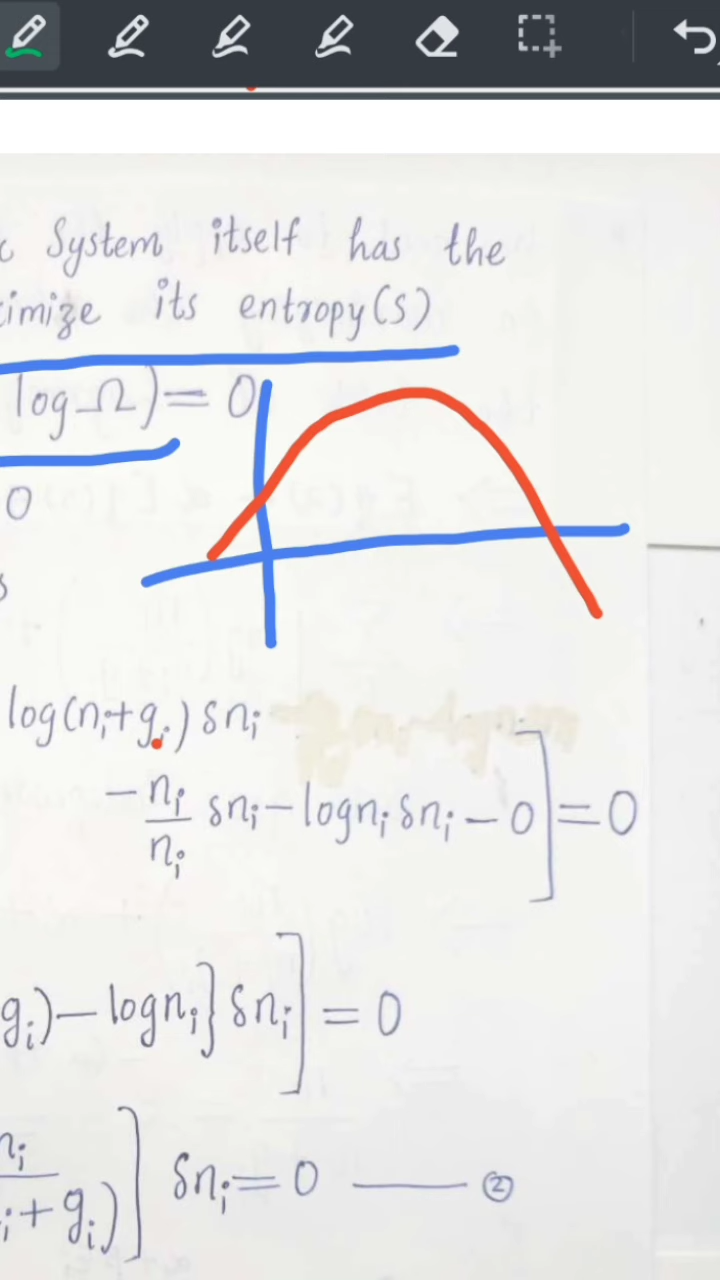 System itself has the
its entropy(s)
log Ω) = 0
0
log(nᵢ+gᵢ) δnᵢ
- nᵢ/nᵢ δnᵢ - log nᵢ δnᵢ - 0] = 0
gᵢ) - log nᵢ} δnᵢ] = 0
nᵢ/ᵢ+gᵢ)] δnᵢ = 0 —— ②